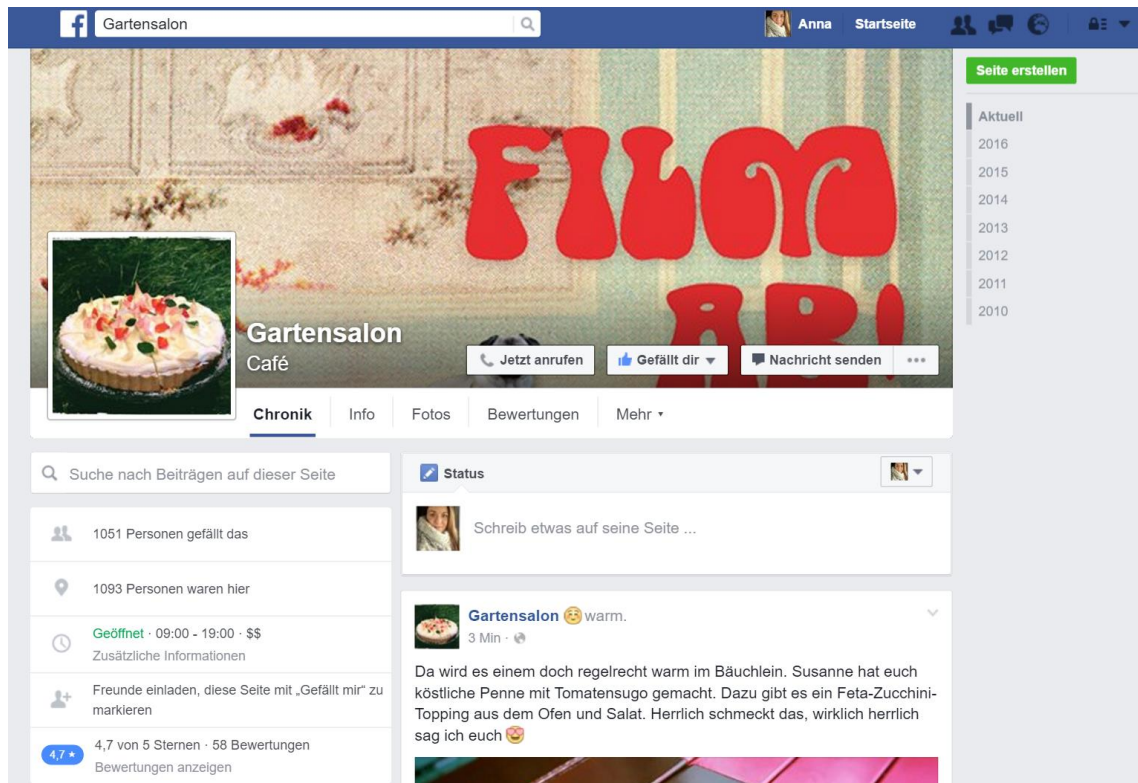 Gartensalon
Anna Startseite
Seite erstellen
Aktuell
2016
2015
2014
2013
2012
2011
2010
FILM
AB!
Gartensalon
Café
Jetzt anrufen
Gefällt dir
Nachricht senden
Chronik Info Fotos Bewertungen Mehr
Suche nach Beiträgen auf dieser Seite
1051 Personen gefällt das
1093 Personen waren hier
Geöffnet · 09:00 - 19:00 · $$
Zusätzliche Informationen
Freunde einladen, diese Seite mit „Gefällt mir“ zu
markieren
4,7 ★
4,7 von 5 Sternen · 58 Bewertungen
Bewertungen anzeigen
Status
Schreib etwas auf seine Seite ...
Gartensalon ☺️ warm.
3 Min ·
Da wird es einem doch regelrecht warm im Bäuchlein. Susanne hat euch
köstliche Penne mit Tomatensugo gemacht. Dazu gibt es ein Feta-Zucchini-
Topping aus dem Ofen und Salat. Herrlich schmeckt das, wirklich herrlich
sag ich euch 😍